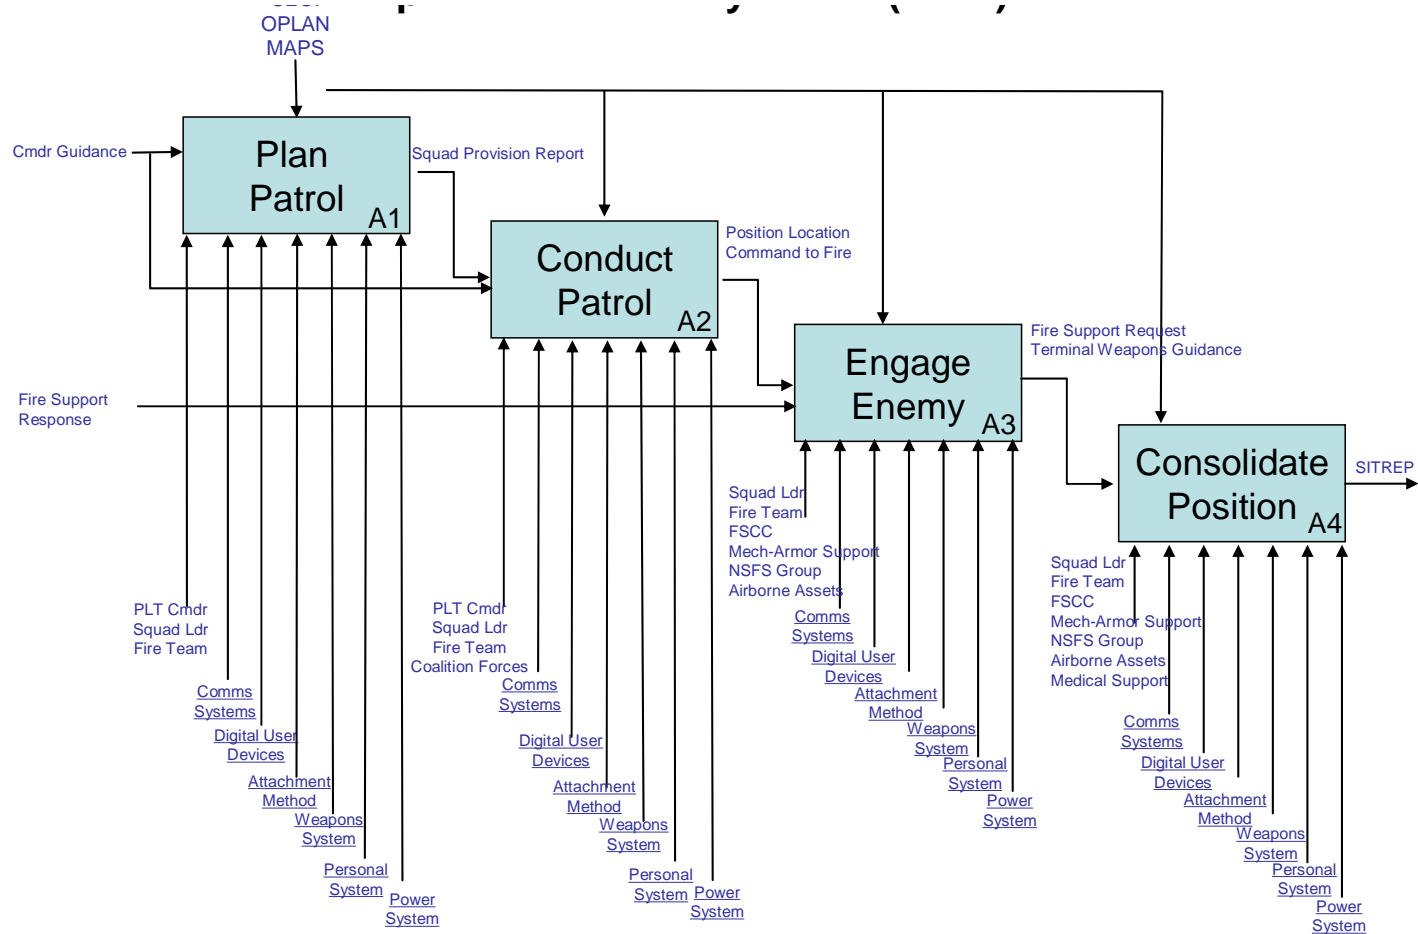 OPLAN
MAPS
Cmdr Guidance
Plan
Patrol
A1
Squad Provision Report
Conduct
Patrol
A2
Position Location
Command to Fire
Engage
Enemy
A3
Fire Support Request
Terminal Weapons Guidance
Fire Support
Response
Consolidate
Position
A4
SITREP
PLT Cmdr
Squad Ldr
Fire Team
Comms
Systems
Digital User
Devices
Attachment
Method
Weapons
System
Personal
System
Power
System
PLT Cmdr
Squad Ldr
Fire Team
Coalition Forces
Comms
Systems
Digital User
Devices
Attachment
Method
Weapons
System
Personal
System
Power
System
Squad Ldr
Fire Team
FSCC
Mech-Armor Support
NSFS Group
Airborne Assets
Comms
Systems
Digital User
Devices
Attachment
Method
Weapons
System
Personal
System
Power
System
Squad Ldr
Fire Team
FSCC
Mech-Armor Support
NSFS Group
Airborne Assets
Medical Support
Comms
Systems
Digital User
Devices
Attachment
Method
Weapons
System
Personal
System
Power
System